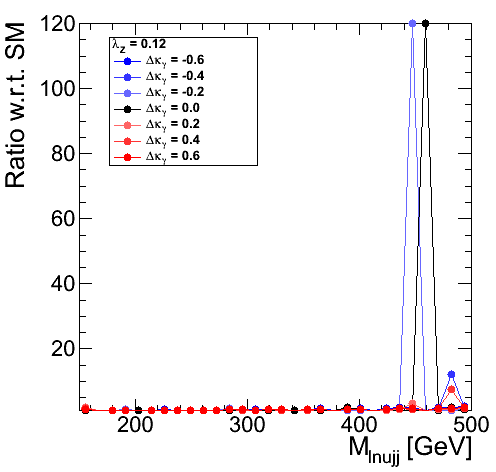 Ratio w.r.t. SM
120
100
80
60
40
20
λZ = 0.12
Δκγ = -0.6
Δκγ = -0.4
Δκγ = -0.2
Δκγ = 0.0
Δκγ = 0.2
Δκγ = 0.4
Δκγ = 0.6
200 300 400 500
Mlnujj [GeV]